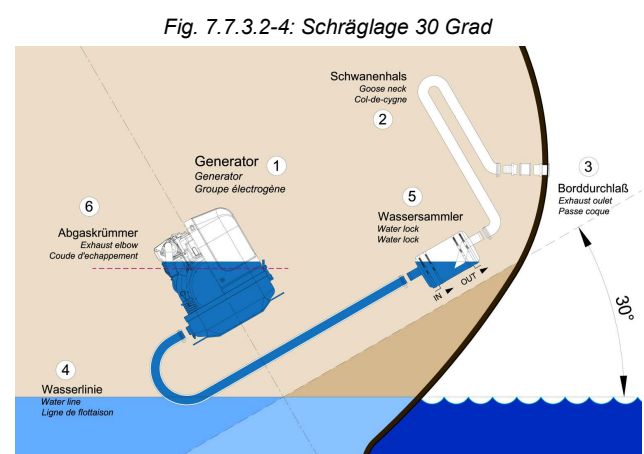 Fig. 7.7.3.2-4: Schräglage 30 Grad
Schwanenhals
Goose neck
Col-de-cygne
2
Generator
Generator
Groupe électrogène
1
3
Borddurchlaß
Exhaust oulet
Passe coque
6
Abgaskrümmer
Exhaust elbow
Coude d'echappement
5
Wassersammler
Water lock
Water lock
IN
OUT
30°
4
Wasserlinie
Water line
Ligne de flottaison